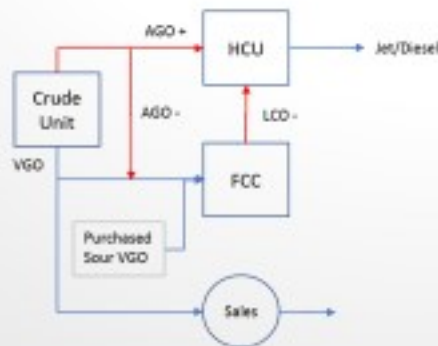 AGO +
HCU
Jet/Diesel
Crude
Unit
AGO -
LCO -
VGO
FCC
Purchased
Sour VGO
Sales